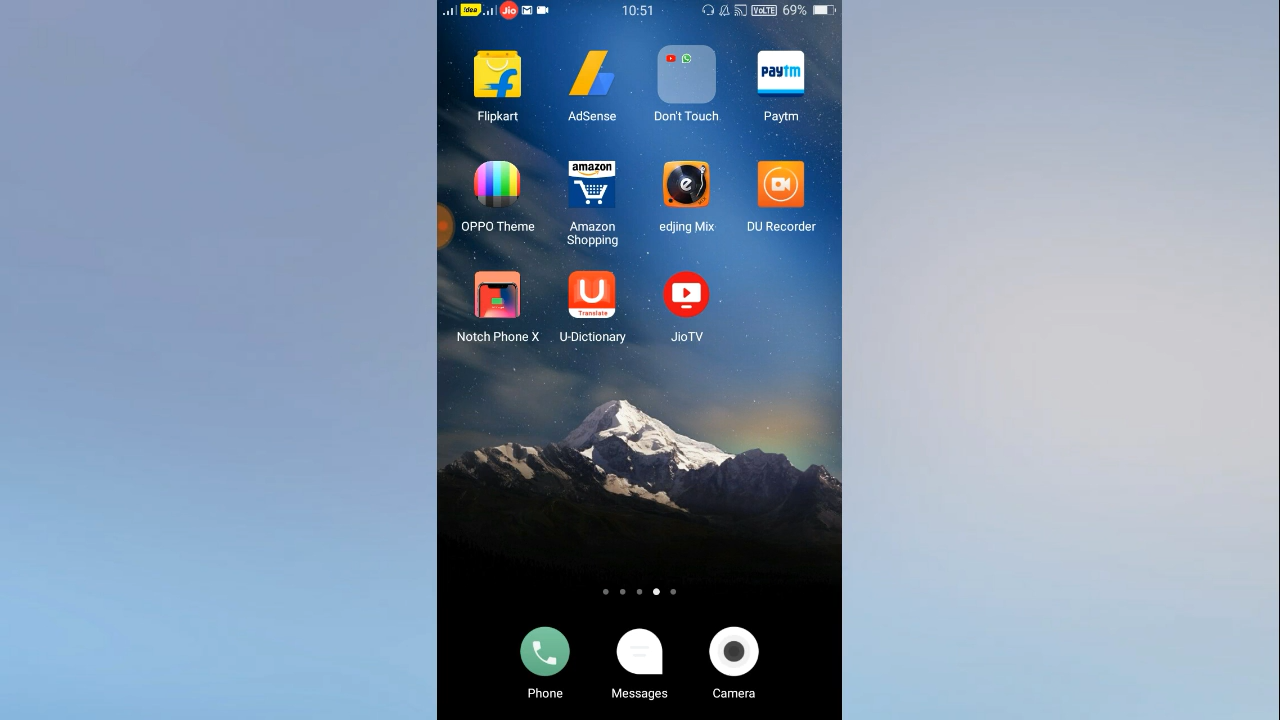 !dea Jio 10:51 VoLTE 69%
Flipkart AdSense Don't Touch Paytm
paytm
OPPO Theme Amazon Shopping edjing Mix DU Recorder
amazon
e
Notch Phone X U-Dictionary JioTV
U
Translate
Phone Messages Camera